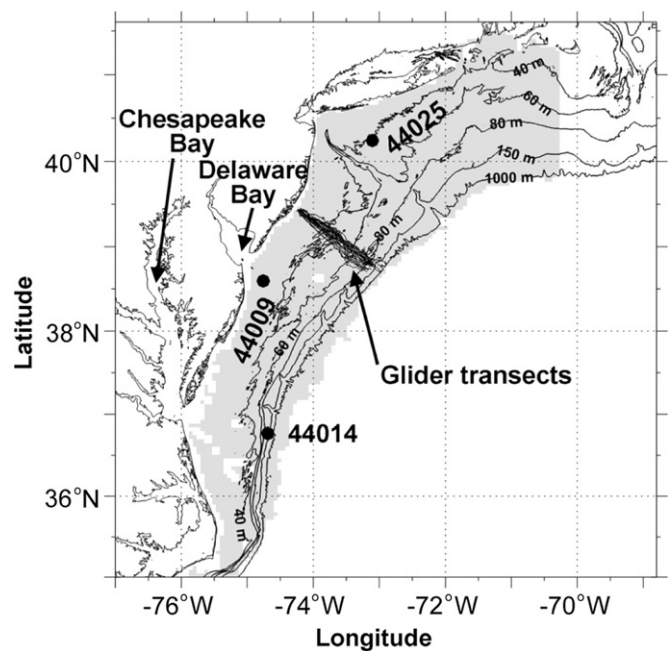 Chesapeake
Bay
Delaware
Bay
44025
40 m
60 m
80 m
150 m
1000 m
80 m
44009
60 m
Glider transects
44014
40 m
40°N
38°N
36°N
Latitude
-76°W
-74°W
-72°W
-70°W
Longitude